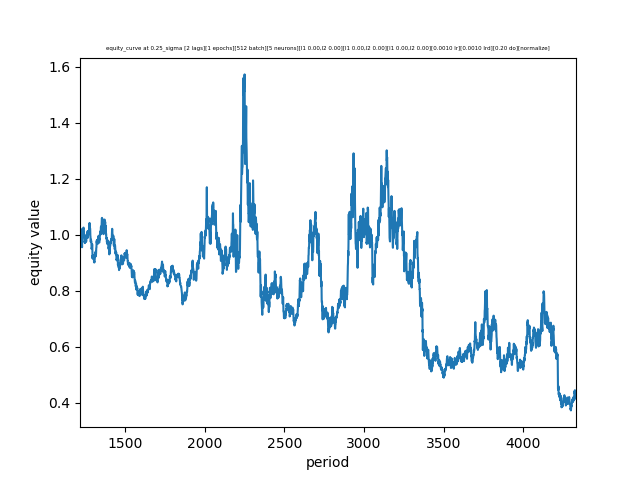 equity_curve at 0.25_sigma [2 lags][1 epochs][512 batch][5 neurons][l1 0.00,l2 0.00][l1 0.00,l2 0.00][l1 0.00,l2 0.00][0.0010 lr][0.0010 lrd][0.20 do][normalize]
1.6
1.4
1.2
1.0
0.8
0.6
0.4
equity value
1500 2000 2500 3000 3500 4000
period